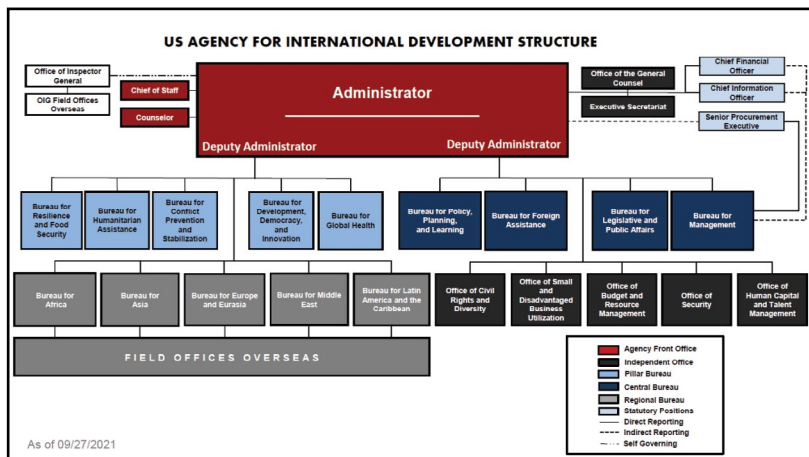 US AGENCY FOR INTERNATIONAL DEVELOPMENT STRUCTURE
Office of Inspector
General
OIG Field Offices
Overseas
Chief of Staff
Counselor
Administrator
Deputy Administrator
Deputy Administrator
Office of the General
Counsel
Executive Secretariat
Chief Financial
Officer
Chief Information
Officer
Senior Procurement
Executive
Bureau for
Resilience
and Food
Security
Bureau for
Humanitarian
Assistance
Bureau for
Conflict
Prevention
and
Stabilization
Bureau for
Development,
Democracy,
and
Innovation
Bureau for
Global Health
Bureau for Policy,
Planning,
and Learning
Bureau for Foreign
Assistance
Bureau for
Legislative and
Public Affairs
Bureau for
Management
Bureau for
Africa
Bureau for
Asia
Bureau for Europe
and Eurasia
Bureau for Middle
East
Bureau for Latin
America and the
Caribbean
Office of Civil
Rights and
Diversity
Office of Small
and
Disadvantaged
Business
Utilization
Office of
Budget and
Resource
Management
Office of
Security
Office of
Human Capital
and Talent
Management
FIELD OFFICES OVERSEAS
Agency Front Office
Independent Office
Pillar Bureau
Central Bureau
Regional Bureau
Statutory Positions
Direct Reporting
Indirect Reporting
Self Governing
As of 09/27/2021